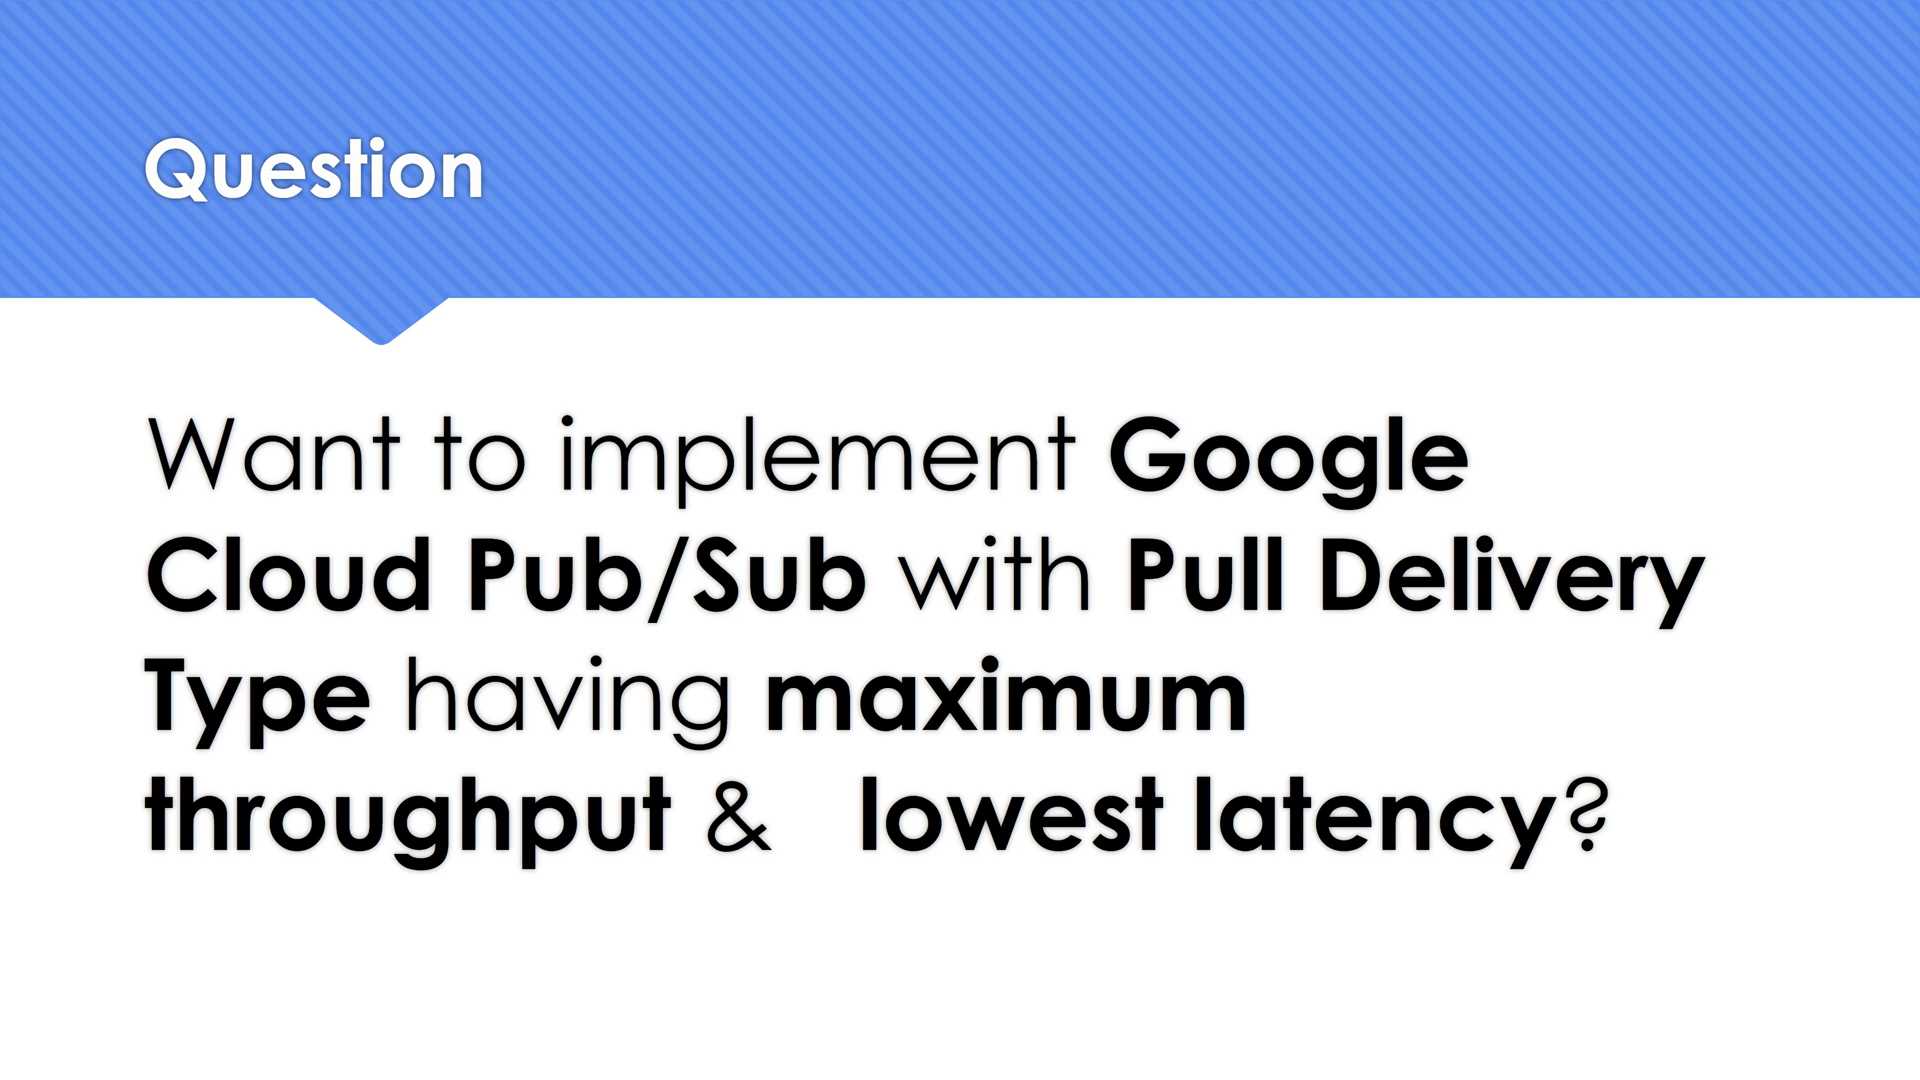 Question
Want to implement Google
Cloud Pub/Sub with Pull Delivery
Type having maximum
throughput & lowest latency?